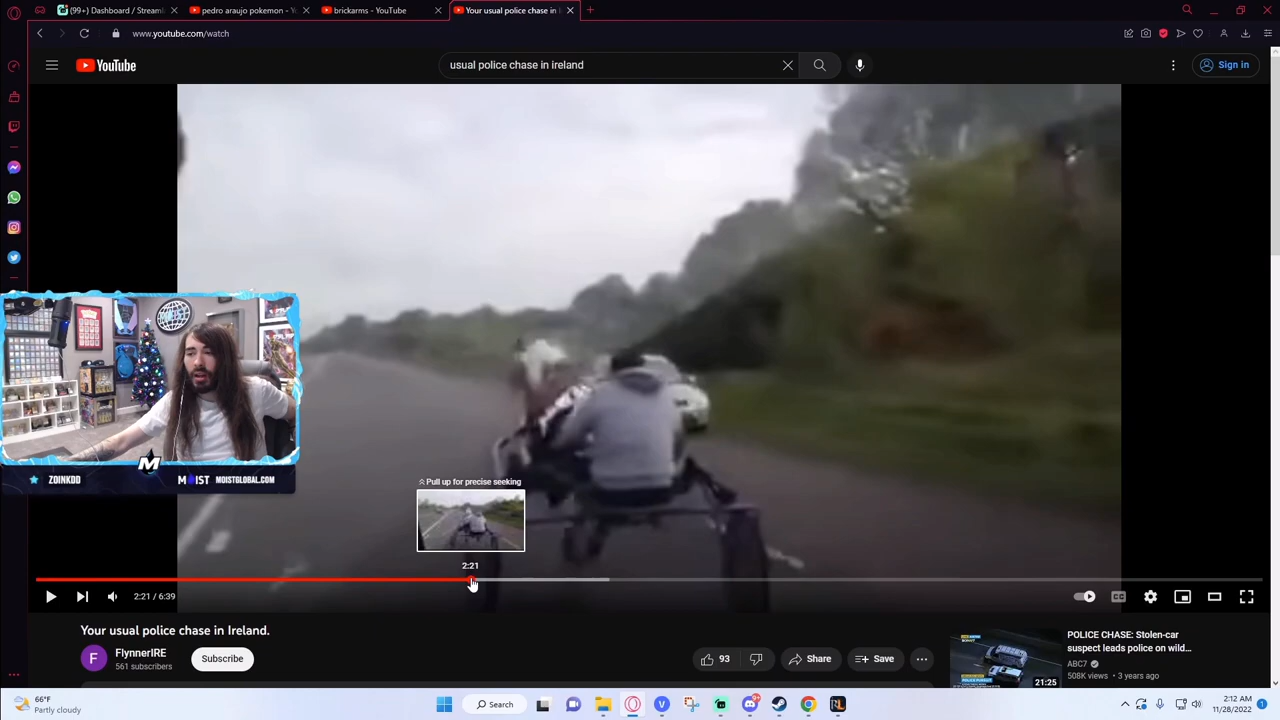 (99+) Dashboard / Streaml
pedro araujo pokemon - Yo
brickarms - YouTube
Your usual police chase in I
www.youtube.com/watch
YouTube
usual police chase in ireland
Sign in
ZOINKDD
M
MOIST
MOISTGLOBAL.COM
Pull up for precise seeking
2:21
2:21 / 6:39
Your usual police chase in Ireland.
F
FlynnerIRE
561 subscribers
Subscribe
93
Share
Save
POLICE CHASE: Stolen-car
suspect leads police on wild...
ABC7
508K views • 3 years ago
21:25
66°F
Partly cloudy
Search
2:12 AM
11/28/2022